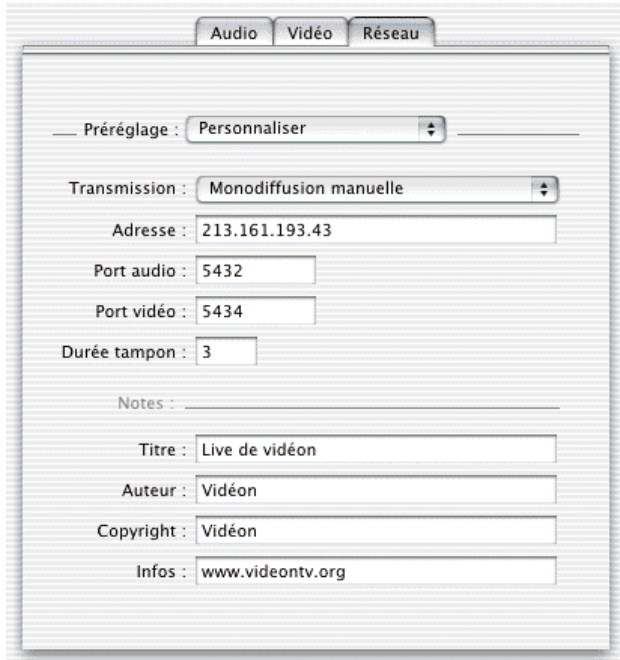 Audio Vidéo Réseau
Préréglage : Personnaliser
Transmission : Monodiffusion manuelle
Adresse : 213.161.193.43
Port audio : 5432
Port vidéo : 5434
Durée tampon : 3
Notes :
Titre : Live de vidéon
Auteur : Vidéon
Copyright : Vidéon
Infos : www.videontv.org